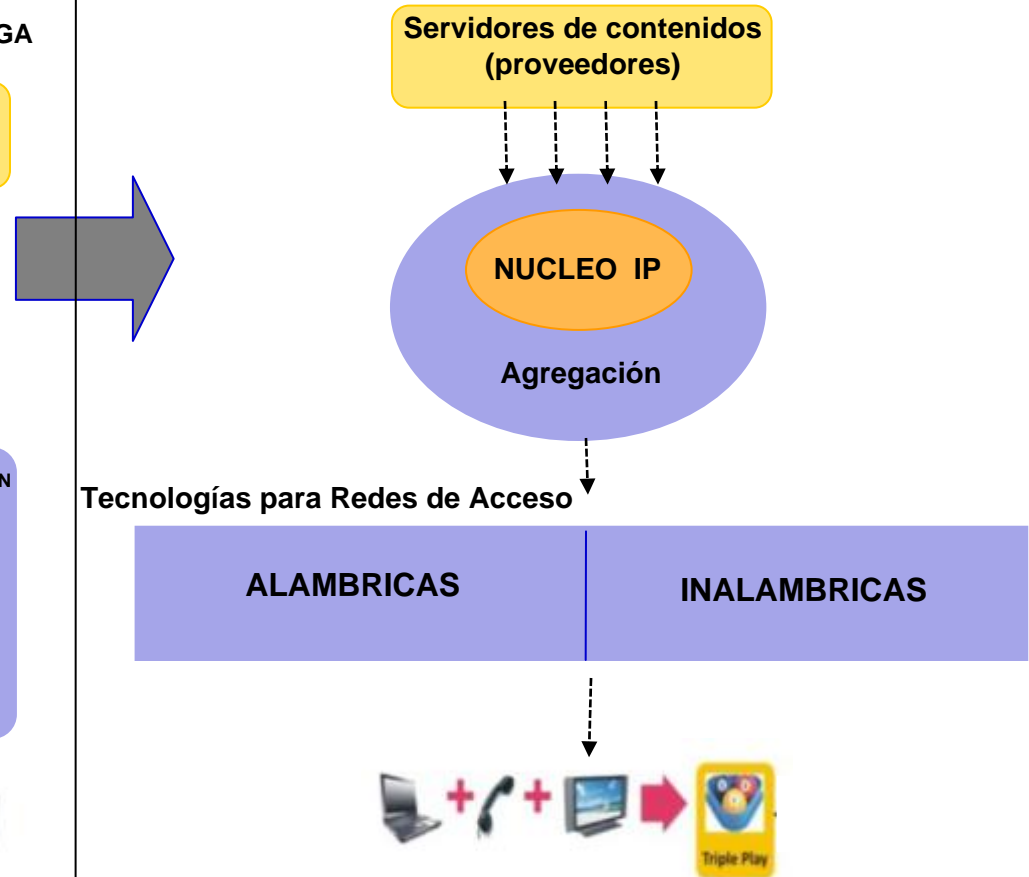 GA
Servidores de contenidos
(proveedores)
NUCLEO IP
Agregación
N
Tecnologías para Redes de Acceso
ALAMBRICAS
INALAMBRICAS
Triple Play